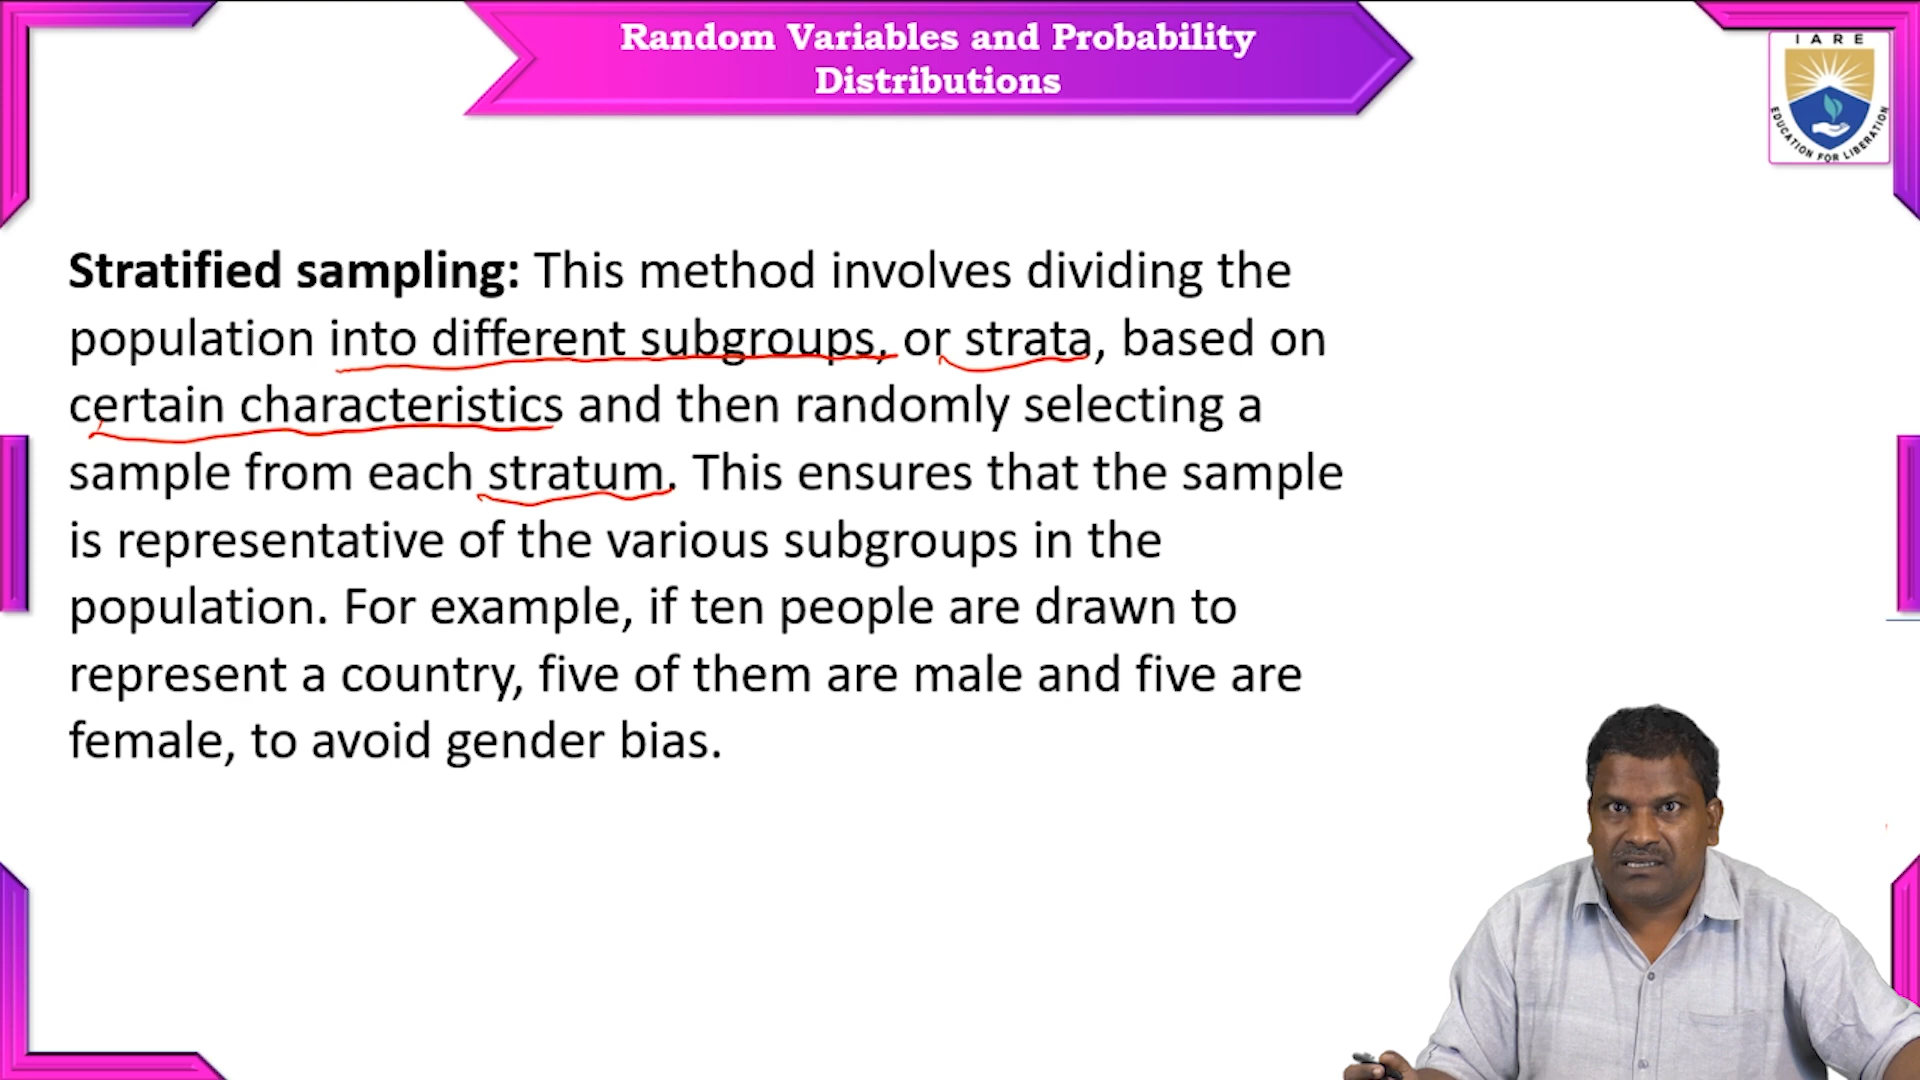 Random Variables and Probability
Distributions
IARE
EDUCATION FOR LIBERATION
Stratified sampling: This method involves dividing the
population into different subgroups, or strata, based on
certain characteristics and then randomly selecting a
sample from each stratum. This ensures that the sample
is representative of the various subgroups in the
population. For example, if ten people are drawn to
represent a country, five of them are male and five are
female, to avoid gender bias.